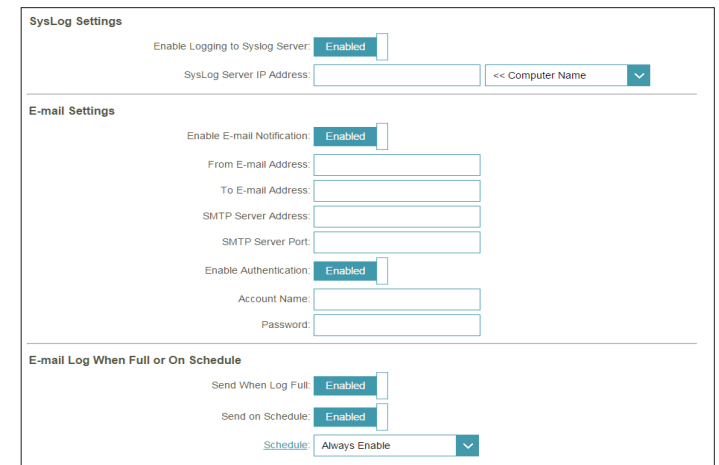 SysLog Settings
Enable Logging to Syslog Server: Enabled
SysLog Server IP Address: << Computer Name
E-mail Settings
Enable E-mail Notification: Enabled
From E-mail Address:
To E-mail Address:
SMTP Server Address:
SMTP Server Port:
Enable Authentication: Enabled
Account Name:
Password:
E-mail Log When Full or On Schedule
Send When Log Full: Enabled
Send on Schedule: Enabled
Schedule: Always Enable